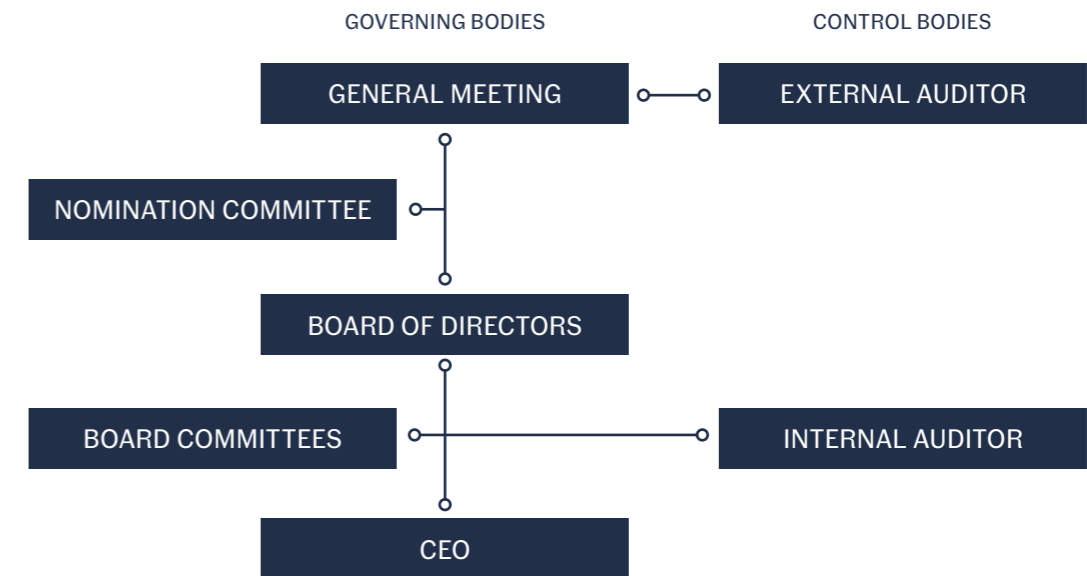 GOVERNING BODIES
CONTROL BODIES
GENERAL MEETING
EXTERNAL AUDITOR
NOMINATION COMMITTEE
BOARD OF DIRECTORS
BOARD COMMITTEES
INTERNAL AUDITOR
CEO